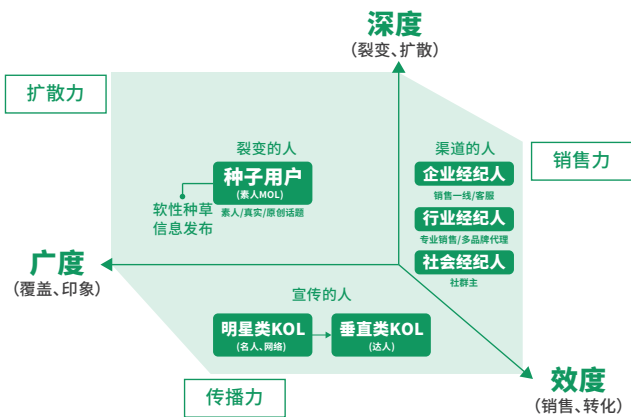 深度
(裂变、扩散)
扩散力
销售力
裂变的人
种子用户
(素人MOL)
素人/真实/原创话题
软性种草
信息发布
渠道的人
企业经纪人
销售一线/客服
行业经纪人
专业销售/多品牌代理
社会经纪人
社群主
广度
(覆盖、印象)
宣传的人
明星类KOL
(名人、网络)
垂直类KOL
(达人)
传播力
效度
(销售、转化)